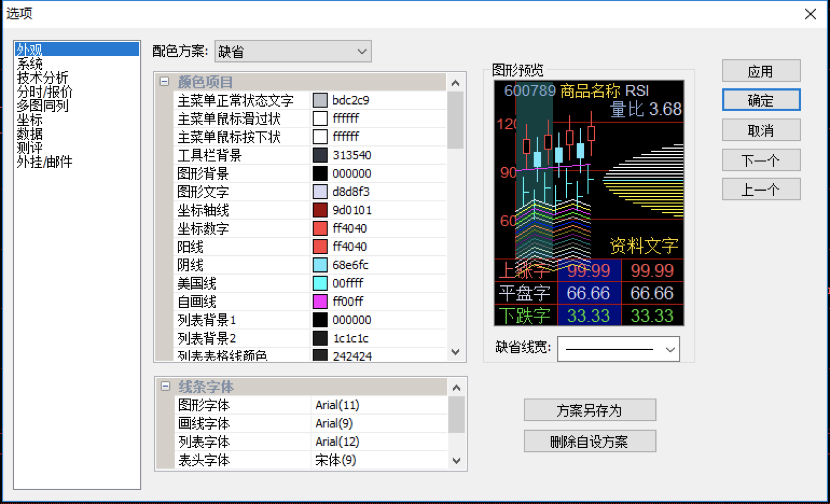 选项
外观
系统
技术分析
分时/报价
多图同列
坐标
数据
测评
外挂/邮件
配色方案: 缺省
颜色项目
主菜单正常状态文字 bdc2c9
主菜单鼠标滑过状 ffffff
主菜单鼠标按下状 ffffff
工具栏背景 313540
图形背景 000000
图形文字 d8d8f3
坐标轴线 9d0101
坐标数字 ff4040
阳线 ff4040
阴线 68e6fc
美国线 00ffff
自画线 ff00ff
列表背景1 000000
列表背景2 1c1c1c
列表表格线颜色 242424
线条字体
图形字体 Arial(11)
画线字体 Arial(9)
列表字体 Arial(12)
表头字体 宋体(9)
图形预览
600789 商品名称 RSI
量比 3.68
120
90
60
资料文字
上涨字 99.99 99.99
平盘字 66.66 66.66
下跌字 33.33 33.33
缺省线宽:
方案另存为
删除自设方案
应用
确定
取消
下一个
上一个